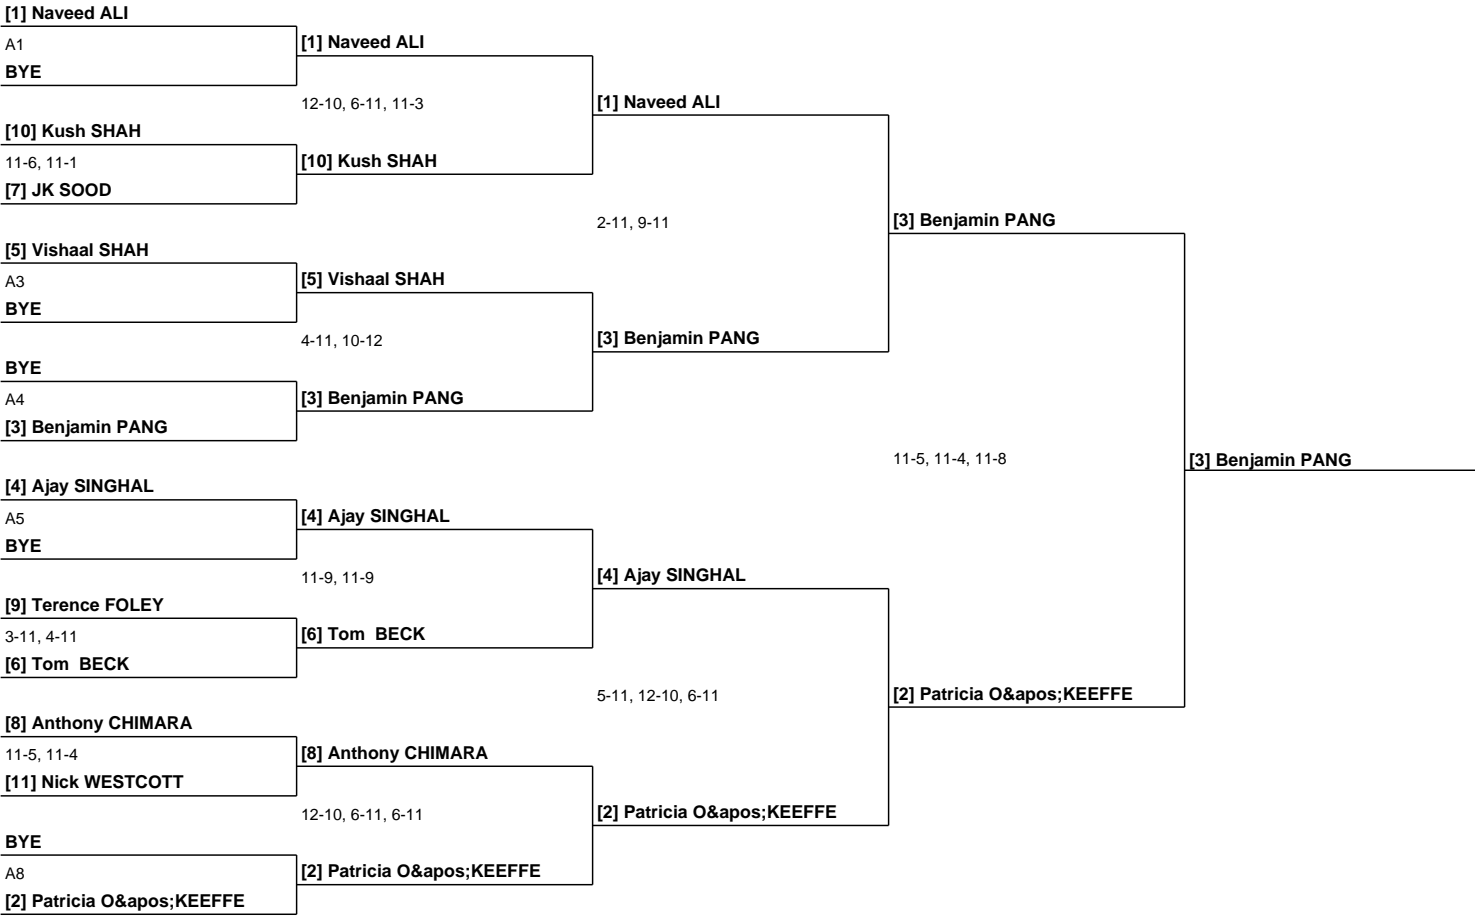 [1] Naveed ALI
A1
BYE
[10] Kush SHAH
11-6, 11-1
[7] JK SOOD
[5] Vishaal SHAH
A3
BYE
BYE
A4
[3] Benjamin PANG
[4] Ajay SINGHAL
A5
BYE
[9] Terence FOLEY
3-11, 4-11
[6] Tom  BECK
[8] Anthony CHIMARA
11-5, 11-4
[11] Nick WESTCOTT
BYE
A8
[2] Patricia O&apos;KEEFFE
[1] Naveed ALI
12-10, 6-11, 11-3
[10] Kush SHAH
[5] Vishaal SHAH
4-11, 10-12
[3] Benjamin PANG
[4] Ajay SINGHAL
11-9, 11-9
[6] Tom  BECK
[8] Anthony CHIMARA
12-10, 6-11, 6-11
[2] Patricia O&apos;KEEFFE
[1] Naveed ALI
2-11, 9-11
[3] Benjamin PANG
[4] Ajay SINGHAL
5-11, 12-10, 6-11
[2] Patricia O&apos;KEEFFE
[3] Benjamin PANG
11-5, 11-4, 11-8
[2] Patricia O&apos;KEEFFE
[3] Benjamin PANG